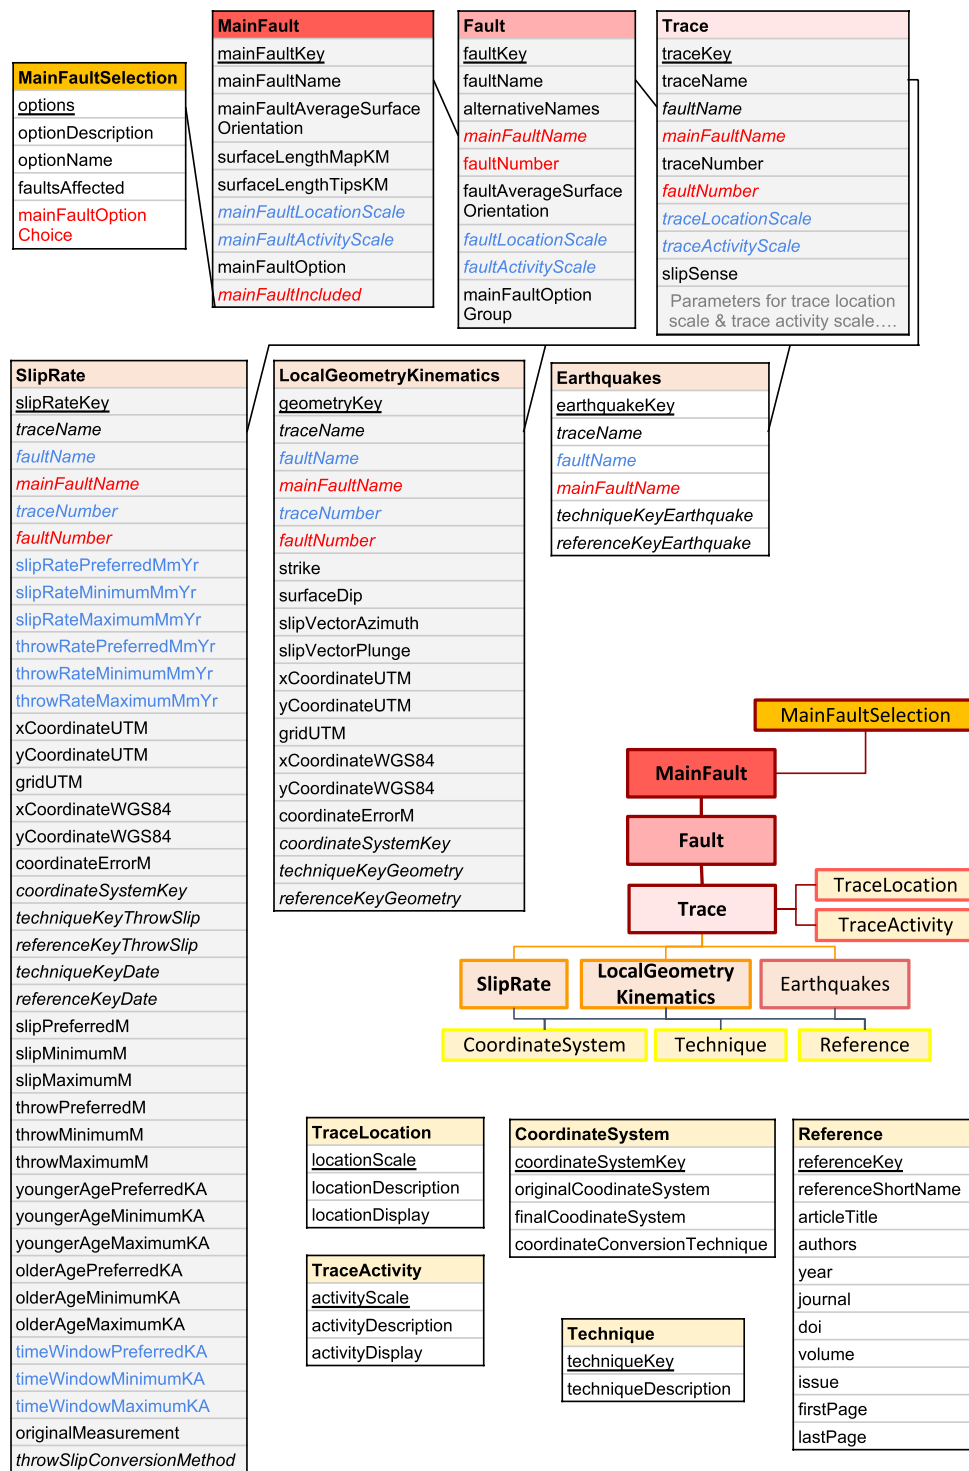 MainFaultSelection
options
optionDescription
optionName
faultsAffected
mainFaultOption
Choice
MainFault
mainFaultKey
mainFaultName
mainFaultAverageSurface
Orientation
surfaceLengthMapKM
surfaceLengthTipsKM
mainFaultLocationScale
mainFaultActivityScale
mainFaultOption
mainFaultIncluded
Fault
faultKey
faultName
alternativeNames
mainFaultName
faultNumber
faultAverageSurface
Orientation
faultLocationScale
faultActivityScale
mainFaultOption
Group
Trace
traceKey
traceName
faultName
mainFaultName
traceNumber
faultNumber
traceLocationScale
traceActivityScale
slipSense
Parameters for trace location
scale & trace activity scale....
SlipRate
slipRateKey
traceName
faultName
mainFaultName
traceNumber
faultNumber
slipRatePreferredMmYr
slipRateMinimumMmYr
slipRateMaximumMmYr
throwRatePreferredMmYr
throwRateMinimumMmYr
throwRateMaximumMmYr
xCoordinateUTM
yCoordinateUTM
gridUTM
xCoordinateWGS84
yCoordinateWGS84
coordinateErrorM
coordinateSystemKey
techniqueKeyThrowSlip
referenceKeyThrowSlip
techniqueKeyDate
referenceKeyDate
slipPreferredM
slipMinimumM
slipMaximumM
throwPreferredM
throwMinimumM
throwMaximumM
youngerAgePreferredKA
youngerAgeMinimumKA
youngerAgeMaximumKA
olderAgePreferredKA
olderAgeMinimumKA
olderAgeMaximumKA
timeWindowPreferredKA
timeWindowMinimumKA
timeWindowMaximumKA
originalMeasurement
throwSlipConversionMethod
LocalGeometryKinematics
geometryKey
traceName
faultName
mainFaultName
traceNumber
faultNumber
strike
surfaceDip
slipVectorAzimuth
slipVectorPlunge
xCoordinateUTM
yCoordinateUTM
gridUTM
xCoordinateWGS84
yCoordinateWGS84
coordinateErrorM
coordinateSystemKey
techniqueKeyGeometry
referenceKeyGeometry
Earthquakes
earthquakeKey
traceName
faultName
mainFaultName
techniqueKeyEarthquake
referenceKeyEarthquake
MainFaultSelection
MainFault
Fault
Trace
TraceLocation
TraceActivity
SlipRate
LocalGeometry
Kinematics
Earthquakes
CoordinateSystem
Technique
Reference
TraceLocation
locationScale
locationDescription
locationDisplay
TraceActivity
activityScale
activityDescription
activityDisplay
CoordinateSystem
coordinateSystemKey
originalCoodinateSystem
finalCoodinateSystem
coordinateConversionTechnique
Technique
techniqueKey
techniqueDescription
Reference
referenceKey
referenceShortName
articleTitle
authors
year
journal
doi
volume
issue
firstPage
lastPage